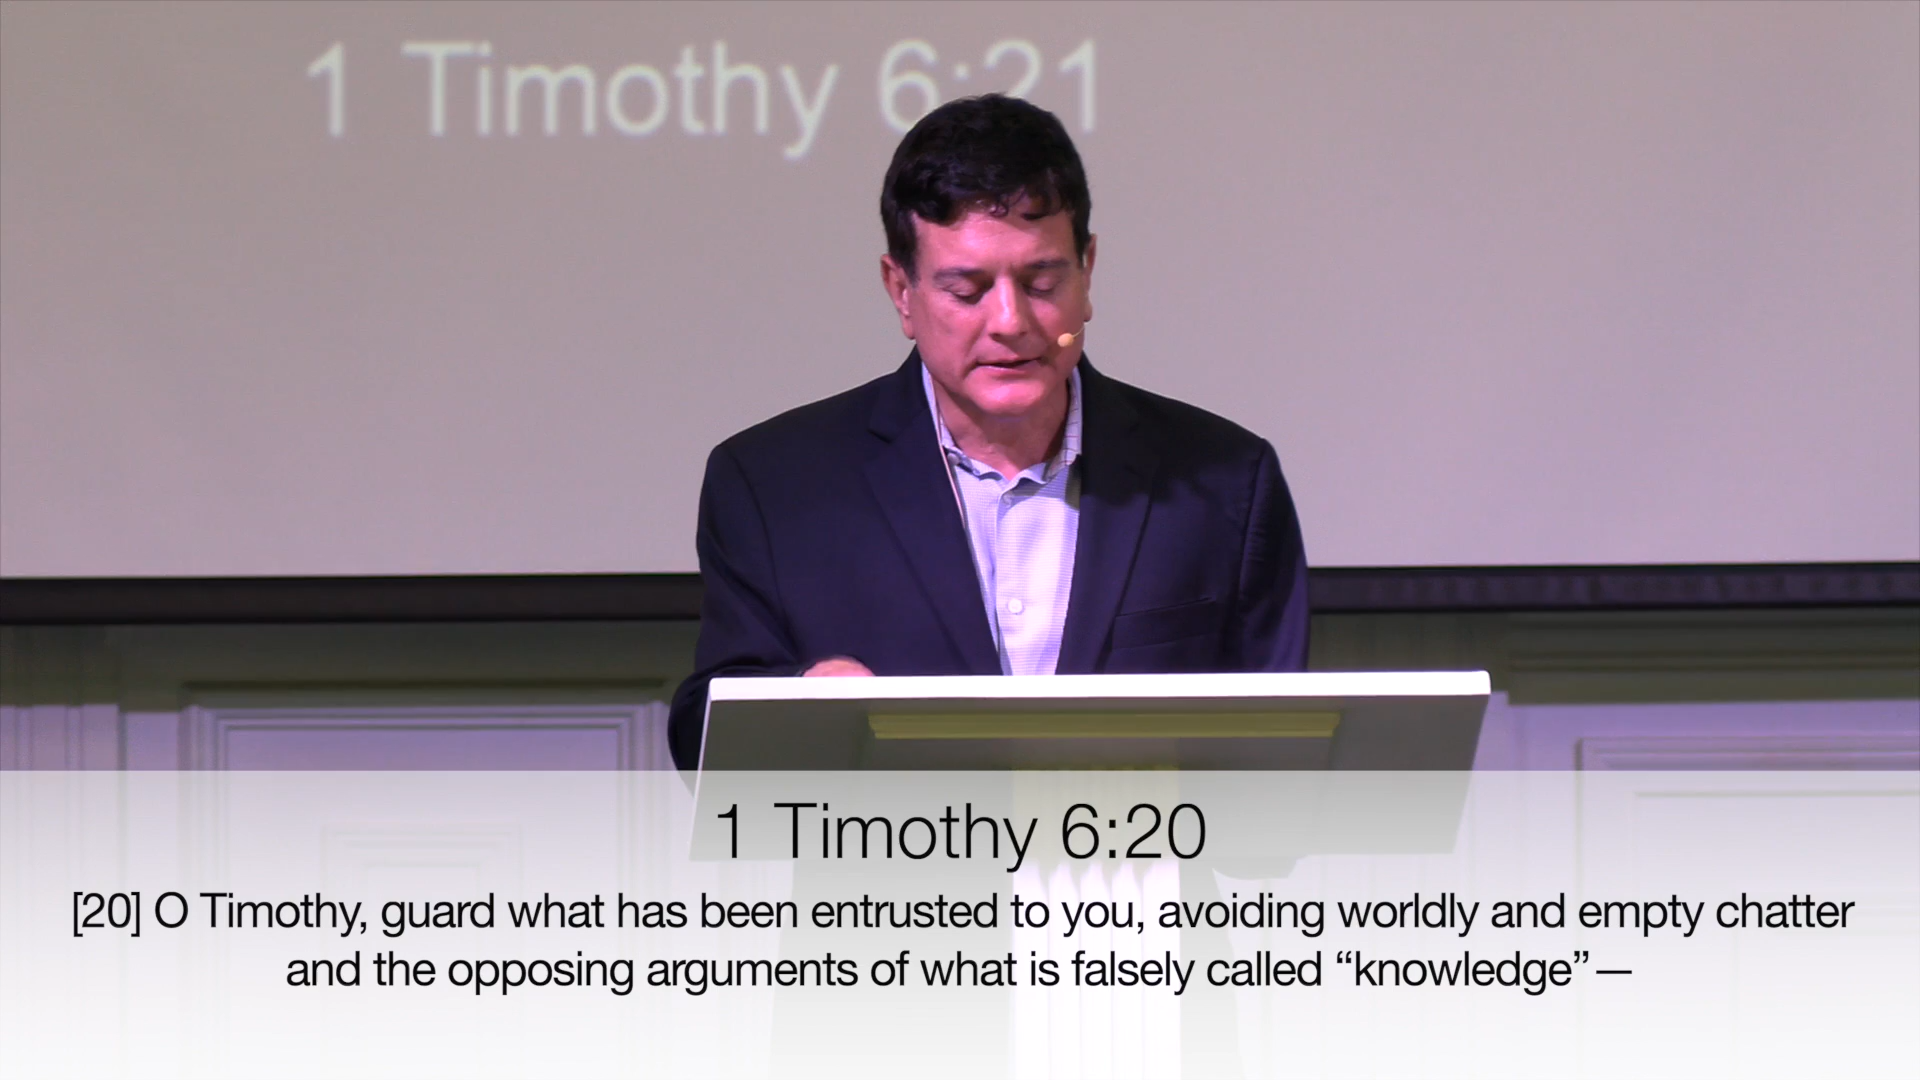 1 Timothy 6:21
1 Timothy 6:20
[20] O Timothy, guard what has been entrusted to you, avoiding worldly and empty chatter
and the opposing arguments of what is falsely called “knowledge”—